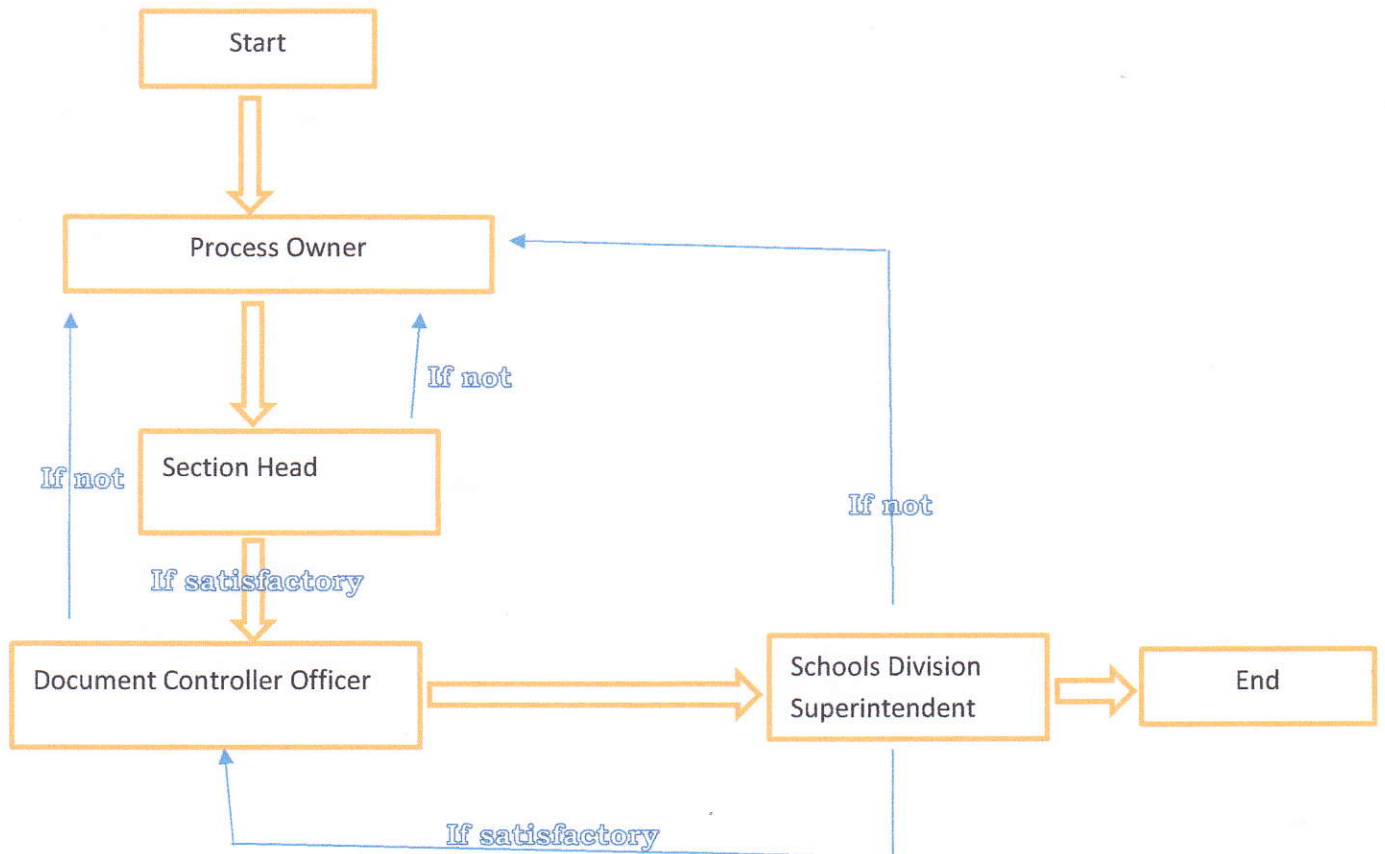 Start
Process Owner
If not
Section Head
If not
If not
If satisfactory
Document Controller Officer
Schools Division
Superintendent
End
If satisfactory